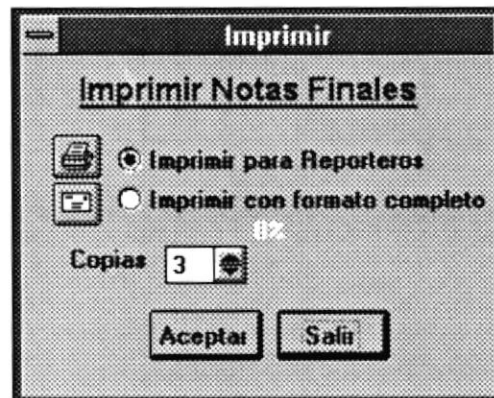 Imprimir
Imprimir Notas Finales
Imprimir para Reporteros
Imprimir con formato completo
0%
Copias 3
Aceptar Salir